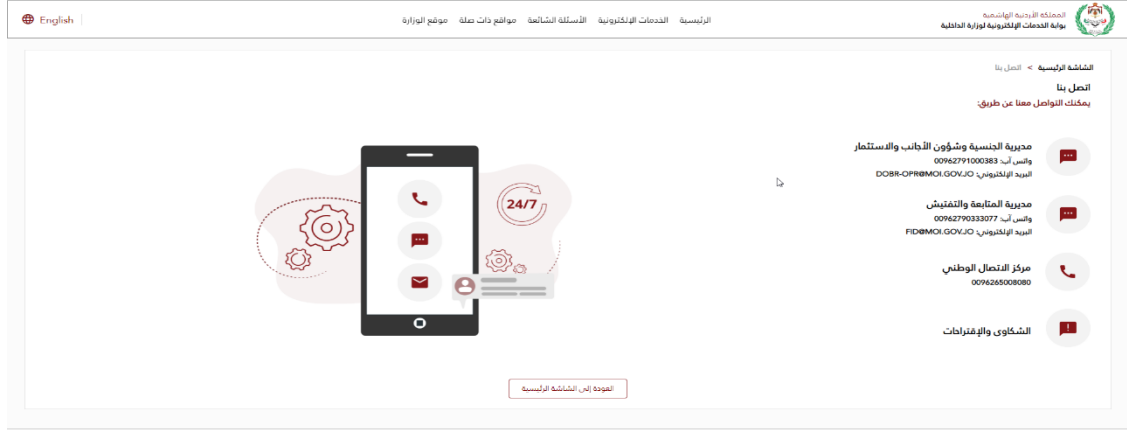 المملكة الأردنية الهاشمية
بوابة الخدمات الإلكترونية لوزارة الداخلية
الرئيسية الخدمات الإلكترونية الأسئلة الشائعة مواقع ذات صلة موقع الوزارة
English
الشاشة الرئيسية > اتصل بنا
اتصل بنا
يمكنك التواصل معنا عن طريق:
مديرية الجنسية وشؤون الأجانب والاستثمار
واتس آب: 00962791000383
البريد الإلكتروني: DOBR-OPR@MOI.GOV.JO
مديرية المتابعة والتفتيش
واتس آب: 00962790333077
البريد الإلكتروني: FID@MOI.GOV.JO
مركز الاتصال الوطني
0096265008080
الشكاوى والإقتراحات
24/7
العودة إلى الشاشة الرئيسية